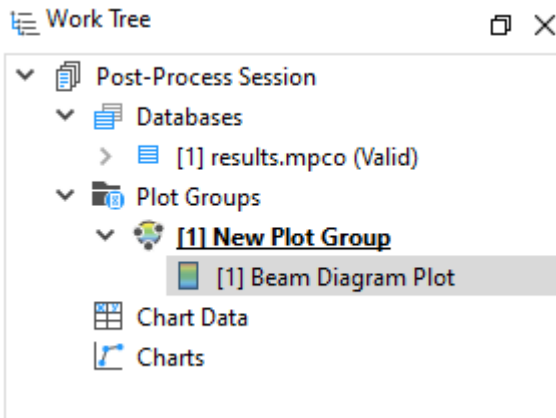 Work Tree
Post-Process Session
Databases
[1] results.mpco (Valid)
Plot Groups
[1] New Plot Group
[1] Beam Diagram Plot
Chart Data
Charts